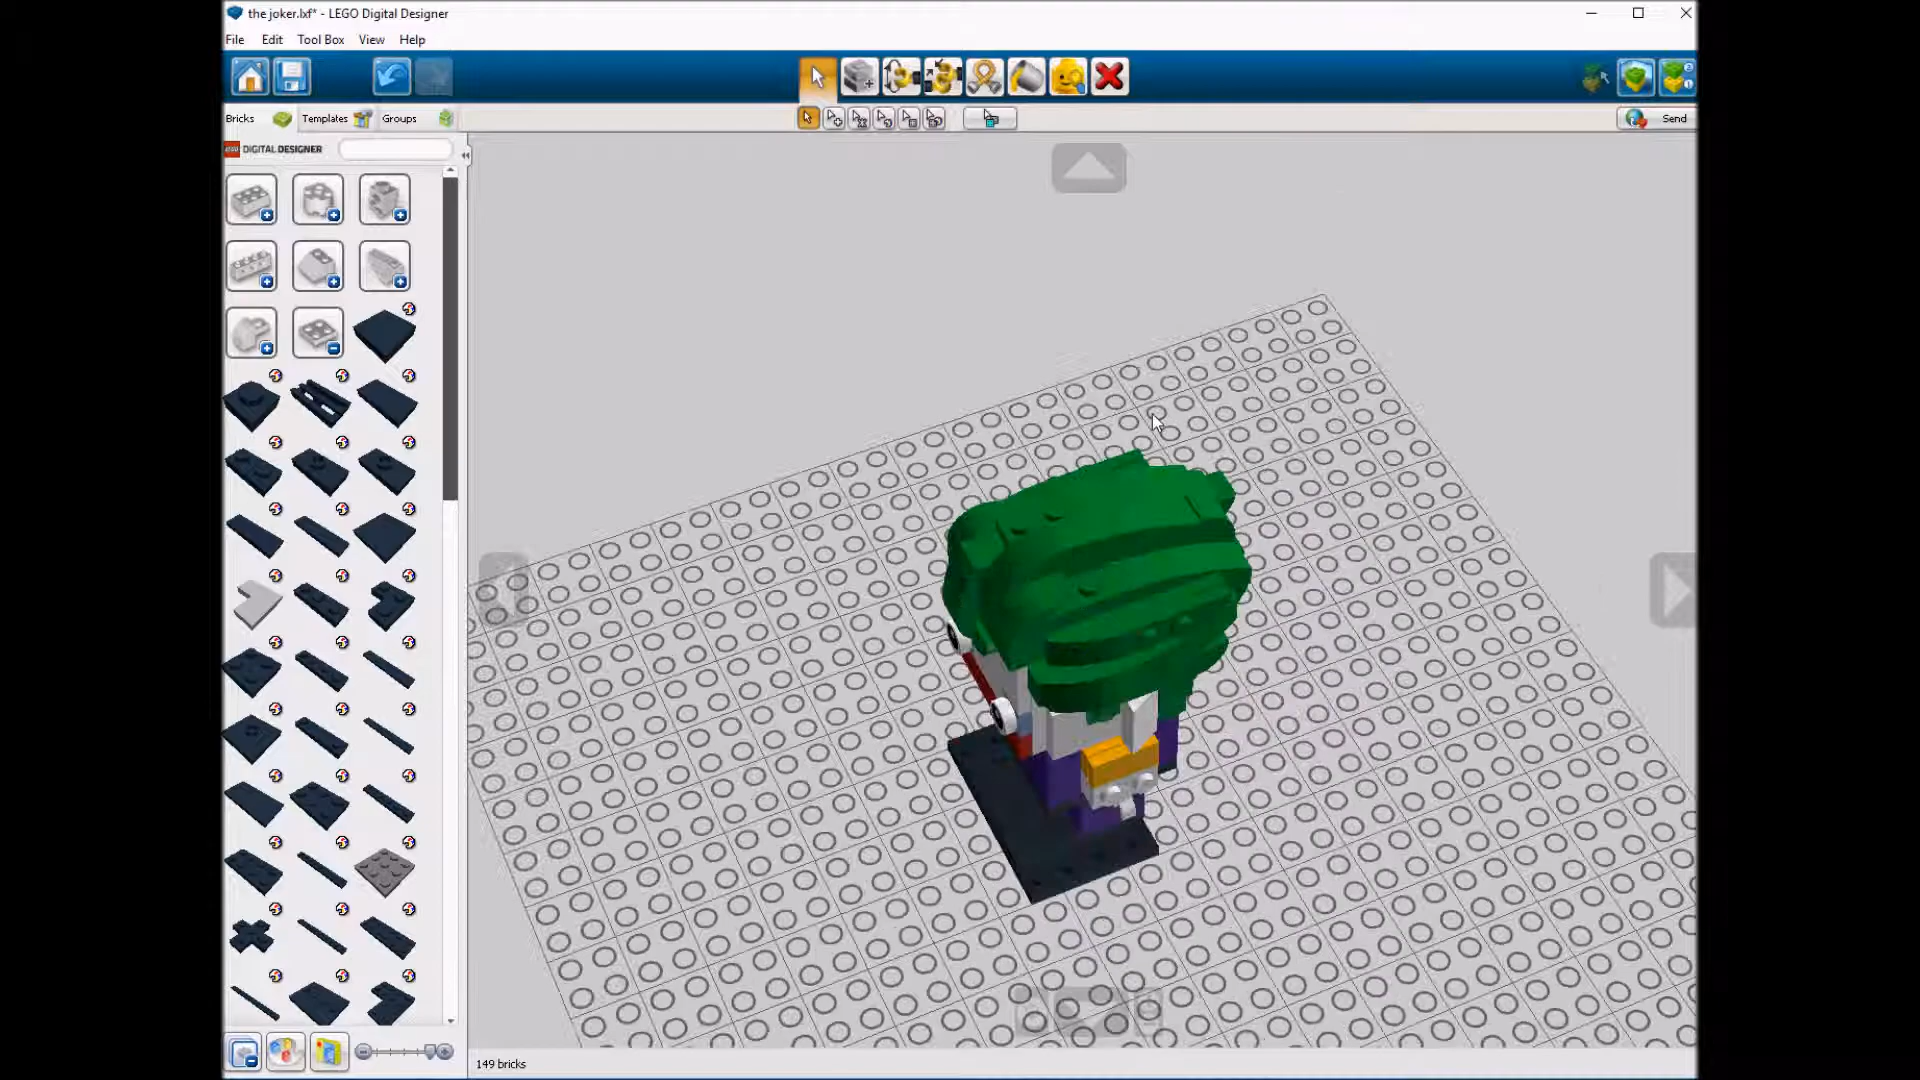 the joker.lxf* - LEGO Digital Designer
File Edit Tool Box View Help
Bricks Templates Groups
Send
LEGO DIGITAL DESIGNER
149 bricks